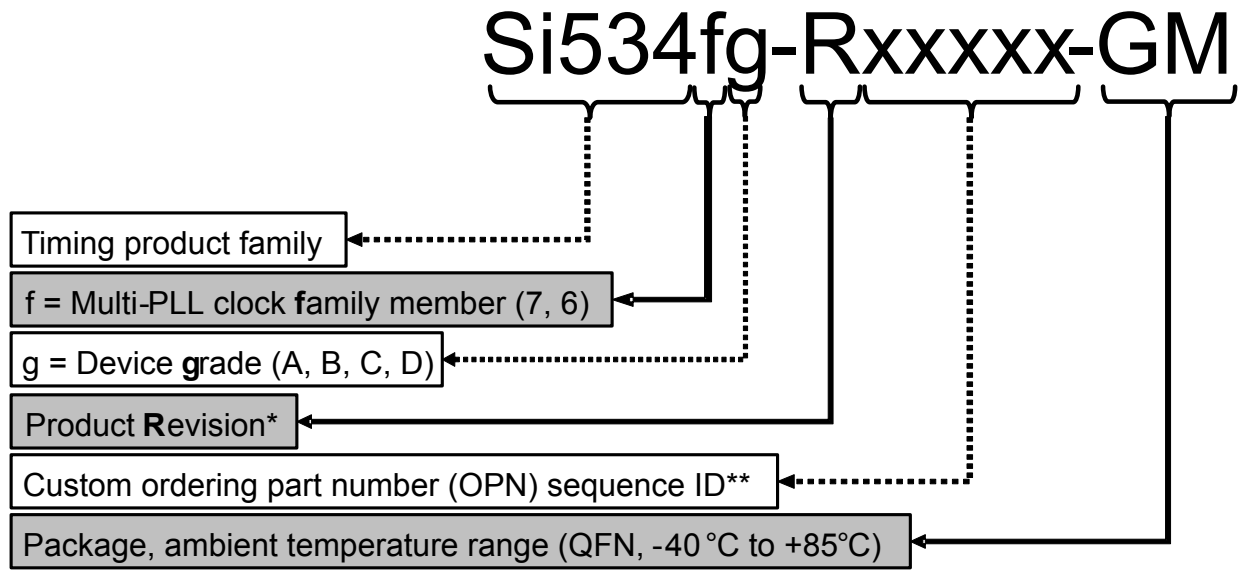 Si534fg-Rxxxxx-GM
Timing product family
f = Multi-PLL clock family member (7, 6)
g = Device grade (A, B, C, D)
Product Revision*
Custom ordering part number (OPN) sequence ID**
Package, ambient temperature range (QFN, -40 °C to +85°C)